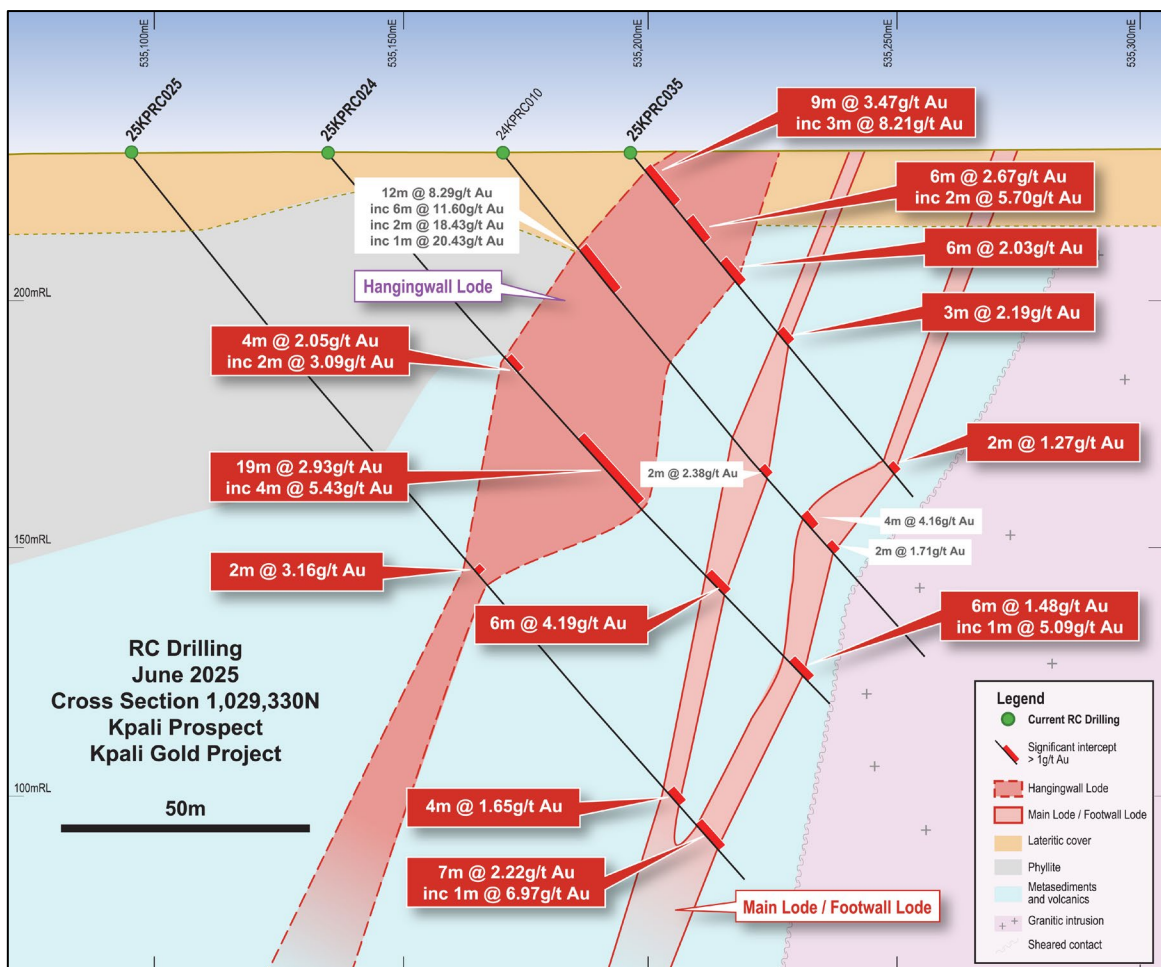 535,100mE
535,150mE
535,200mE
535,250mE
535,300mE
25KPRC025
25KPRC024
24KPRC010
25KPRC035
9m @ 3.47g/t Au
inc 3m @ 8.21g/t Au
12m @ 8.29g/t Au
inc 6m @ 11.60g/t Au
inc 2m @ 18.43g/t Au
inc 1m @ 20.43g/t Au
6m @ 2.67g/t Au
inc 2m @ 5.70g/t Au
6m @ 2.03g/t Au
Hangingwall Lode
200mRL
3m @ 2.19g/t Au
4m @ 2.05g/t Au
inc 2m @ 3.09g/t Au
2m @ 1.27g/t Au
19m @ 2.93g/t Au
inc 4m @ 5.43g/t Au
2m @ 2.38g/t Au
4m @ 4.16g/t Au
150mRL
2m @ 1.71g/t Au
2m @ 3.16g/t Au
6m @ 4.19g/t Au
6m @ 1.48g/t Au
inc 1m @ 5.09g/t Au
RC Drilling
June 2025
Cross Section 1,029,330N
Kpali Prospect
Kpali Gold Project
100mRL
50m
4m @ 1.65g/t Au
7m @ 2.22g/t Au
inc 1m @ 6.97g/t Au
Main Lode / Footwall Lode
Legend
Current RC Drilling
Significant intercept
> 1g/t Au
Hangingwall Lode
Main Lode / Footwall Lode
Lateritic cover
Phyllite
Metasediments
and volcanics
Granitic intrusion
Sheared contact